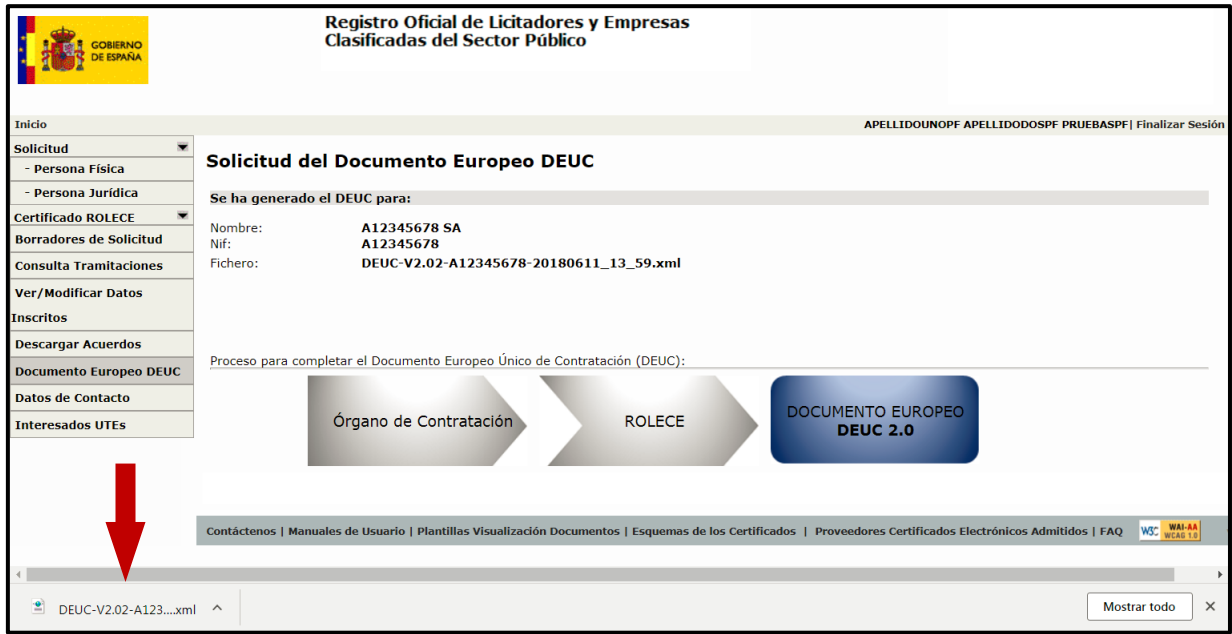 GOBIERNO
DE ESPAÑA
Registro Oficial de Licitadores y Empresas
Clasificadas del Sector Público
Inicio
APELLIDOUNOPF APELLIDODOSPF PRUEBASPF| Finalizar Sesión
Solicitud
- Persona Física
- Persona Jurídica
Certificado ROLECE
Borradores de Solicitud
Consulta Tramitaciones
Ver/Modificar Datos
Inscritos
Descargar Acuerdos
Documento Europeo DEUC
Datos de Contacto
Interesados UTEs
Solicitud del Documento Europeo DEUC
Se ha generado el DEUC para:
Nombre: A12345678 SA
Nif: A12345678
Fichero: DEUC-V2.02-A12345678-20180611_13_59.xml
Proceso para completar el Documento Europeo Único de Contratación (DEUC):
Órgano de Contratación
ROLECE
DOCUMENTO EUROPEO
DEUC 2.0
Contáctenos | Manuales de Usuario | Plantillas Visualización Documentos | Esquemas de los Certificados | Proveedores Certificados Electrónicos Admitidos | FAQ
W3C WAI-AA
WCAG 1.0
DEUC-V2.02-A123....xml
Mostrar todo